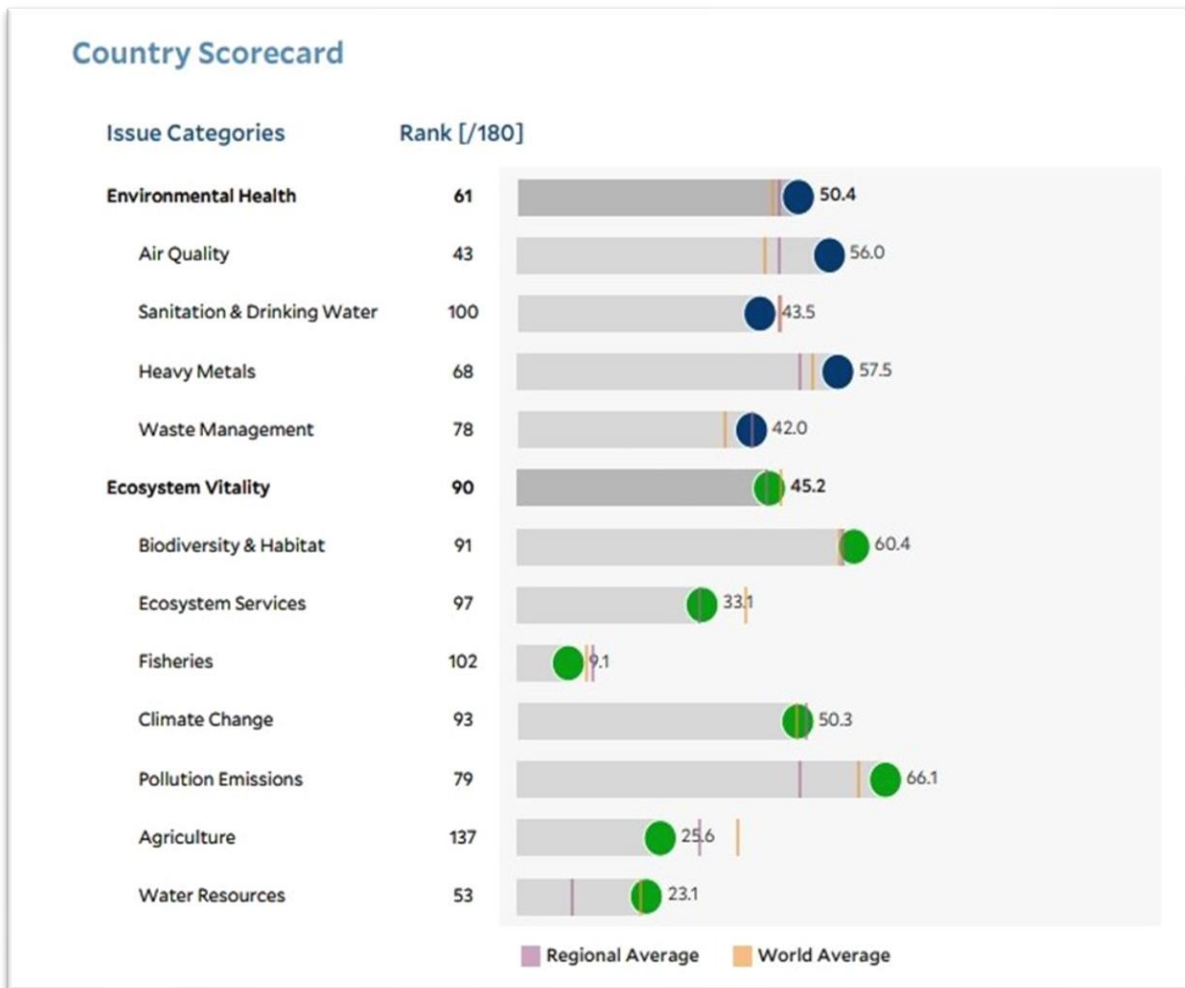 Country Scorecard
Issue Categories Rank [/180]
Environmental Health 61 50.4
Air Quality 43 56.0
Sanitation & Drinking Water 100 43.5
Heavy Metals 68 57.5
Waste Management 78 42.0
Ecosystem Vitality 90 45.2
Biodiversity & Habitat 91 60.4
Ecosystem Services 97 33.1
Fisheries 102 9.1
Climate Change 93 50.3
Pollution Emissions 79 66.1
Agriculture 137 25.6
Water Resources 53 23.1
Regional Average World Average